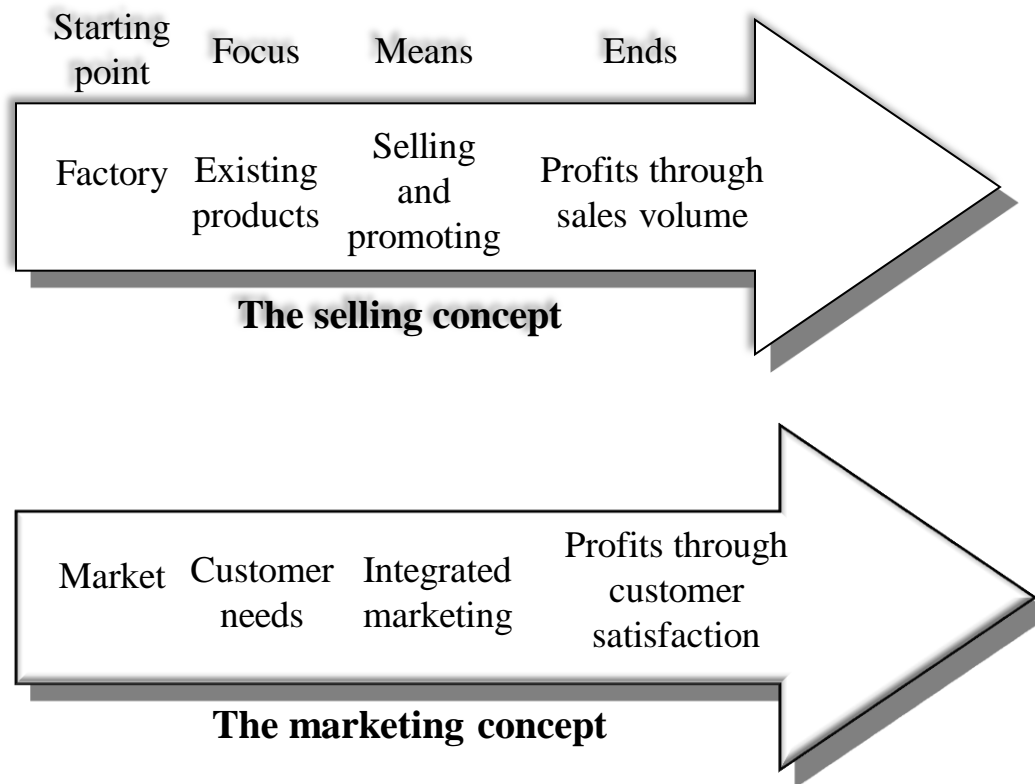 Starting
point
Focus
Means
Ends
Factory
Existing
products
Selling
and
promoting
Profits through
sales volume
The selling concept
Market
Customer
needs
Integrated
marketing
Profits through
customer
satisfaction
The marketing concept